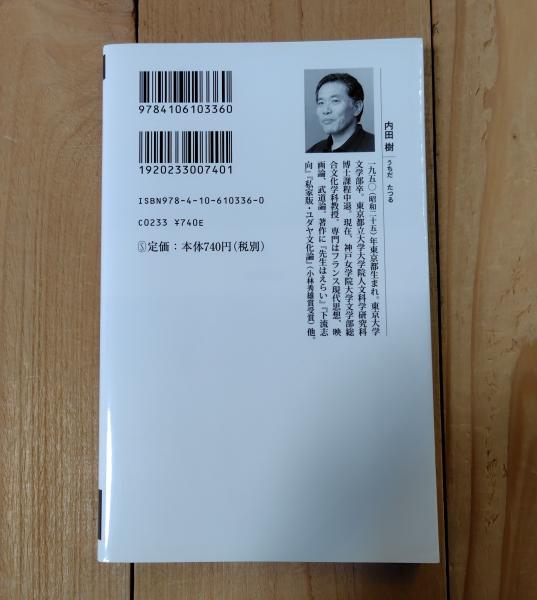 9784106103360
1920233007401
ISBN978-4-10-610336-0
C0233 ¥740E
Ⓢ定価：本体740円（税別）
内田 樹
うちだ たつる
一九五〇（昭和二十五）年東京都生まれ。東京大学
文学部卒。東京都立大学大学院人文科学研究科
博士課程中退。現在、神戸女学院大学文学部総
合文化学科教授。専門はフランス現代思想、映
画論、武道論。著作に『先生はえらい』『下流志
向』『私家版・ユダヤ文化論』（小林秀雄賞受賞）他。